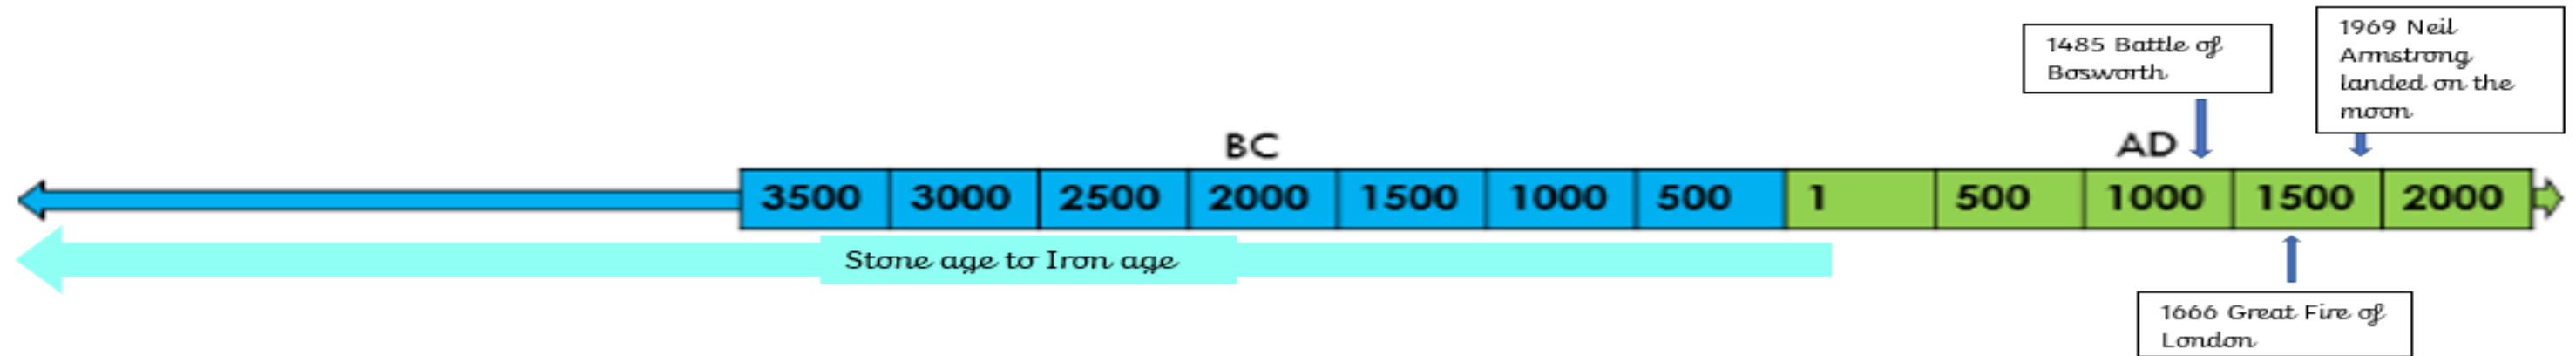 1485 Battle of
Bosworth
1969 Neil
Armstrong
landed on the
moon
BC
AD
3500 3000 2500 2000 1500 1000 500 1 500 1000 1500 2000
Stone age to Iron age
1666 Great Fire of
London